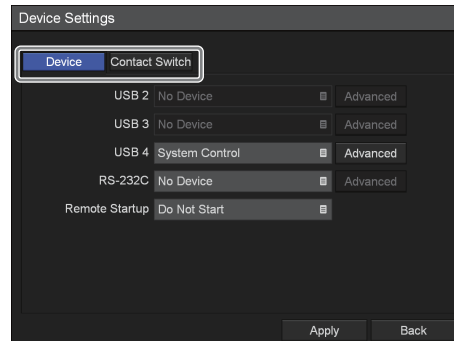 Device Settings
Device Contact Switch
USB 2 No Device Advanced
USB 3 No Device Advanced
USB 4 System Control Advanced
RS-232C No Device Advanced
Remote Startup Do Not Start
Apply Back